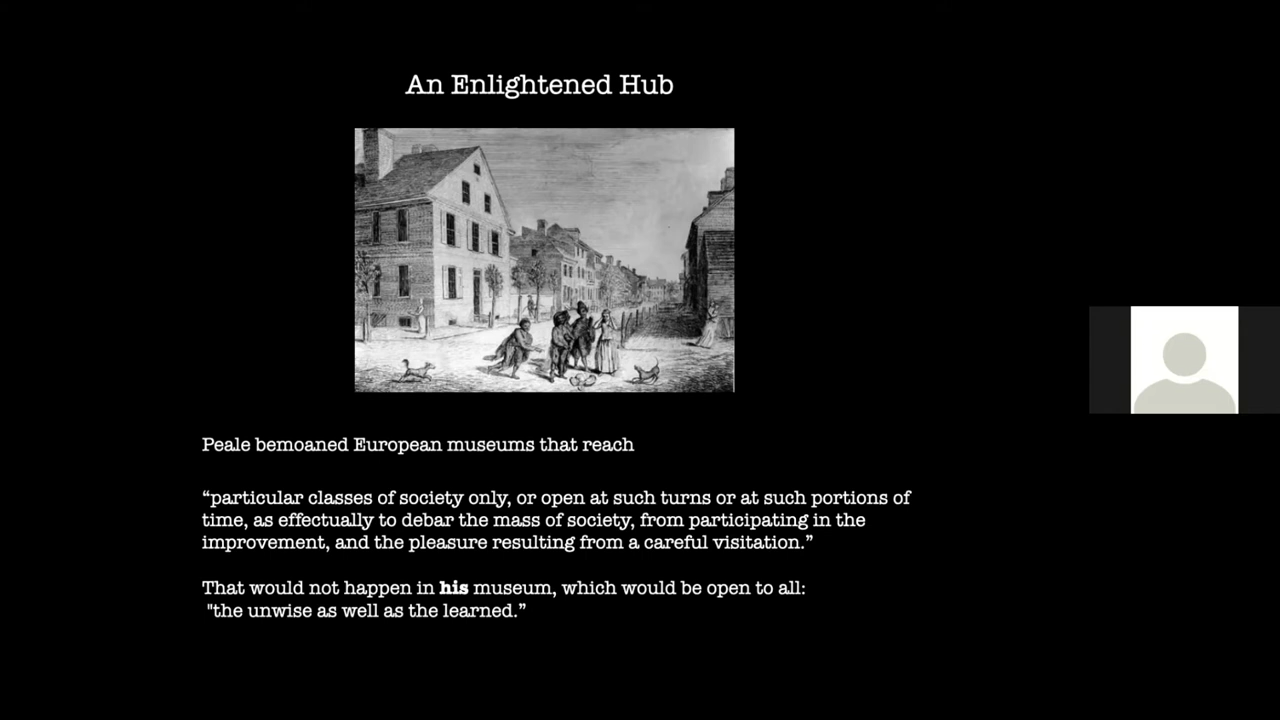 An Enlightened Hub
Peale bemoaned European museums that reach
“particular classes of society only, or open at such turns or at such portions of
time, as effectually to debar the mass of society, from participating in the
improvement, and the pleasure resulting from a careful visitation.”
That would not happen in his museum, which would be open to all:
"the unwise as well as the learned.”